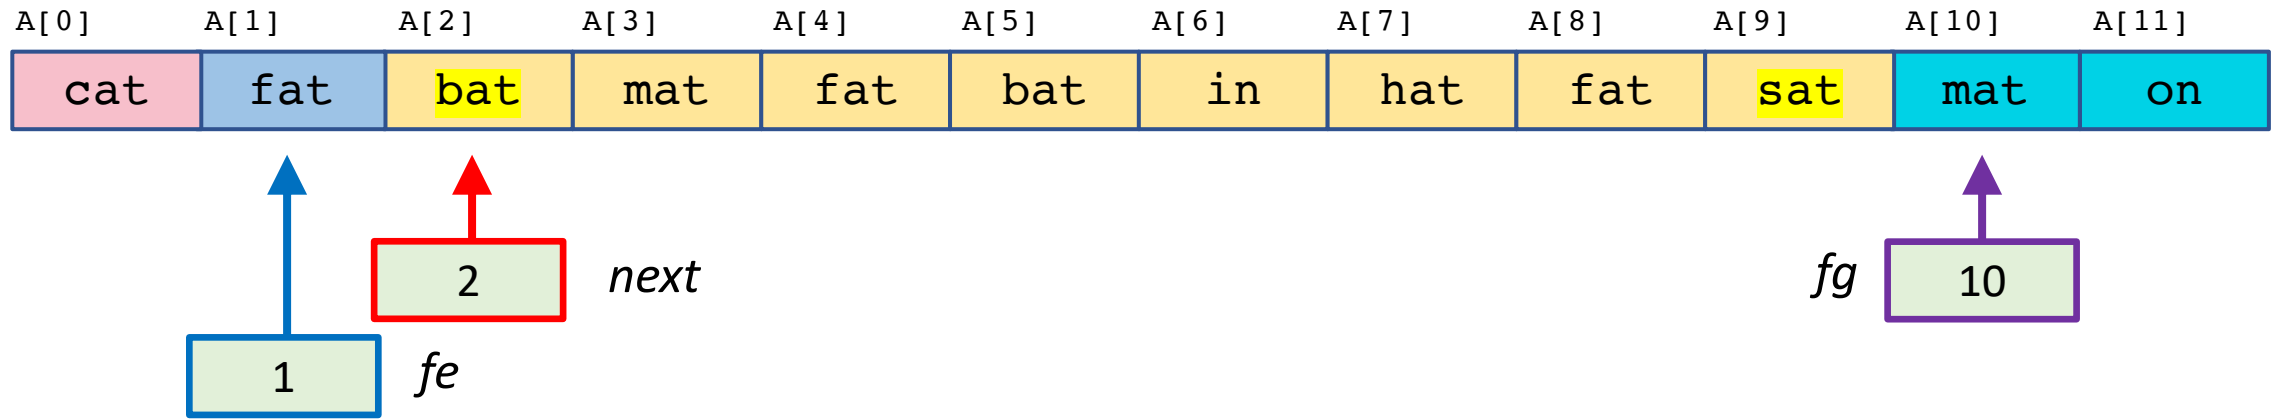 A[0] A[1] A[2] A[3] A[4] A[5] A[6] A[7] A[8] A[9] A[10] A[11]
cat fat bat mat fat bat in hat fat sat mat on
2 next fg 10
1 fe